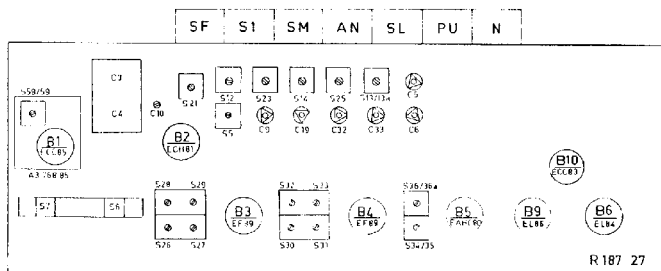 SF S1 SM AN SL PU N
S58/59 C3 S21 S12 S23 S14 S25 S13/13a C5
C4 C10 S5 C9 C19 C32 C33 C6
B1 ECC85 B2 ECH81
A3 768 85
B10 ECC83
S28 S29 S32 S33 S36/36a
S7 S6 B3 EF89 B4 EF89 B5 EABC80 B9 EL86 B6 EL84
S26 S27 S30 S31 S34/35
R187 27